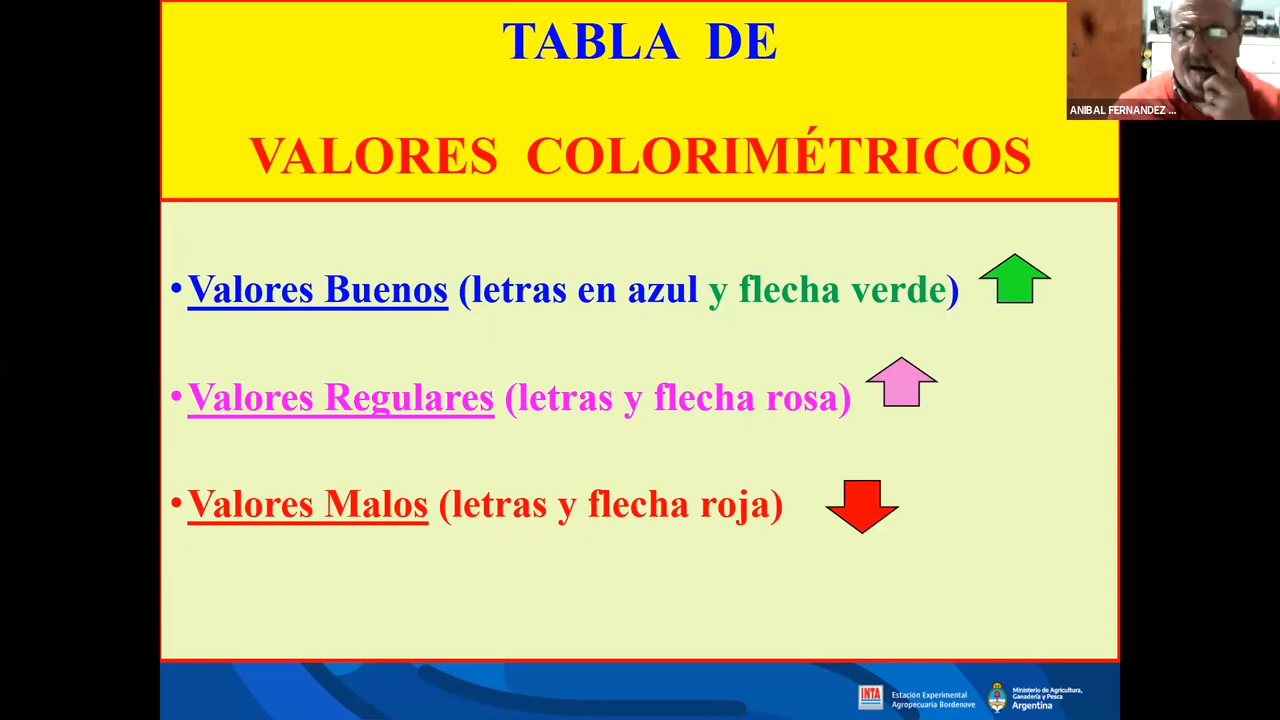 TABLA DE
VALORES COLORIMÉTRICOS
ANIBAL FERNANDEZ ...
•Valores Buenos (letras en azul y flecha verde)
•Valores Regulares (letras y flecha rosa)
•Valores Malos (letras y flecha roja)
INTA
Estación Experimental
Agropecuaria Bordenave
Ministerio de Agricultura,
Ganadería y Pesca
Argentina